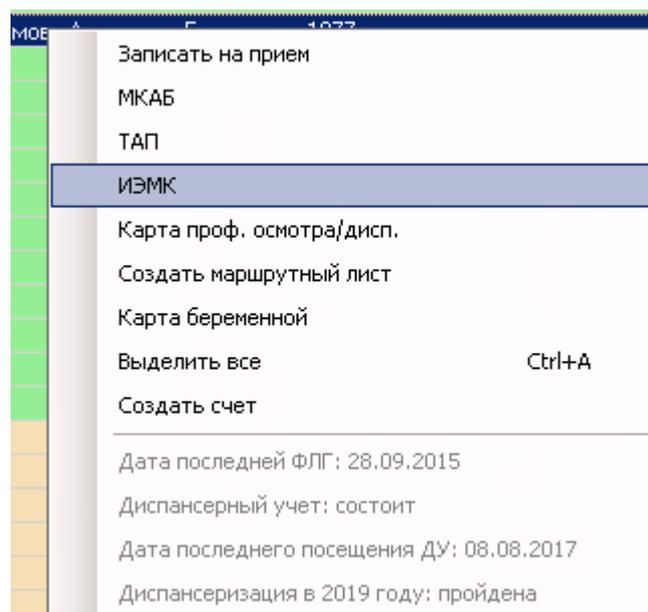 Записать на прием
МКАБ
ТАП
ИЭМК
Карта проф. осмотра/дисп.
Создать маршрутный лист
Карта беременной
Выделить все Ctrl+A
Создать счет
Дата последней ФЛГ: 28.09.2015
Диспансерный учет: состоит
Дата последнего посещения ДУ: 08.08.2017
Диспансеризация в 2019 году: пройдена